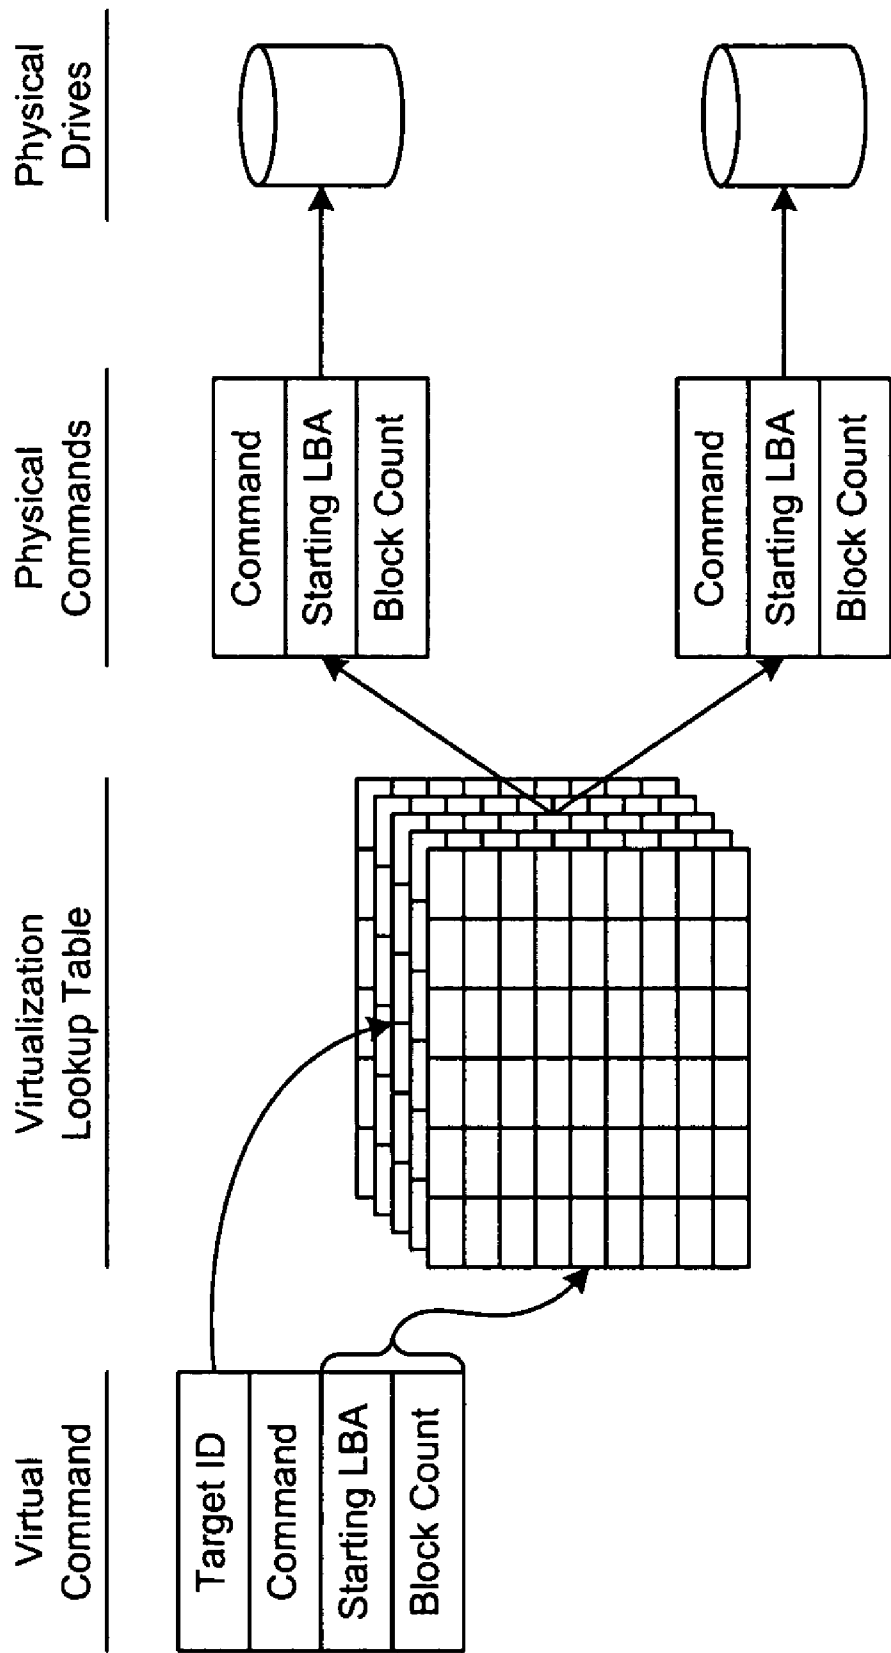 Virtual
Command
Virtualization
Lookup Table
Physical
Commands
Physical
Drives
Target ID
Command
Starting LBA
Block Count
Command
Starting LBA
Block Count
Command
Starting LBA
Block Count